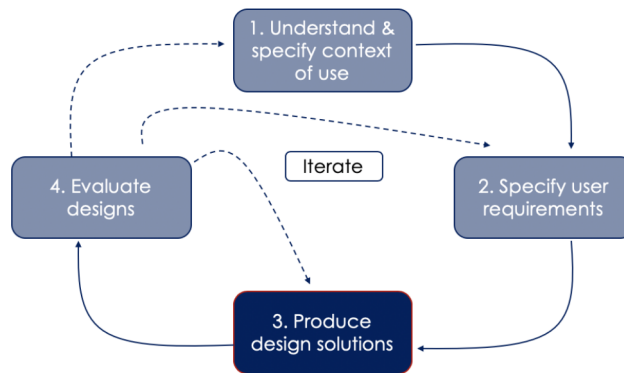 1. Understand &
specify context
of use
4. Evaluate
designs
Iterate
2. Specify user
requirements
3. Produce
design solutions